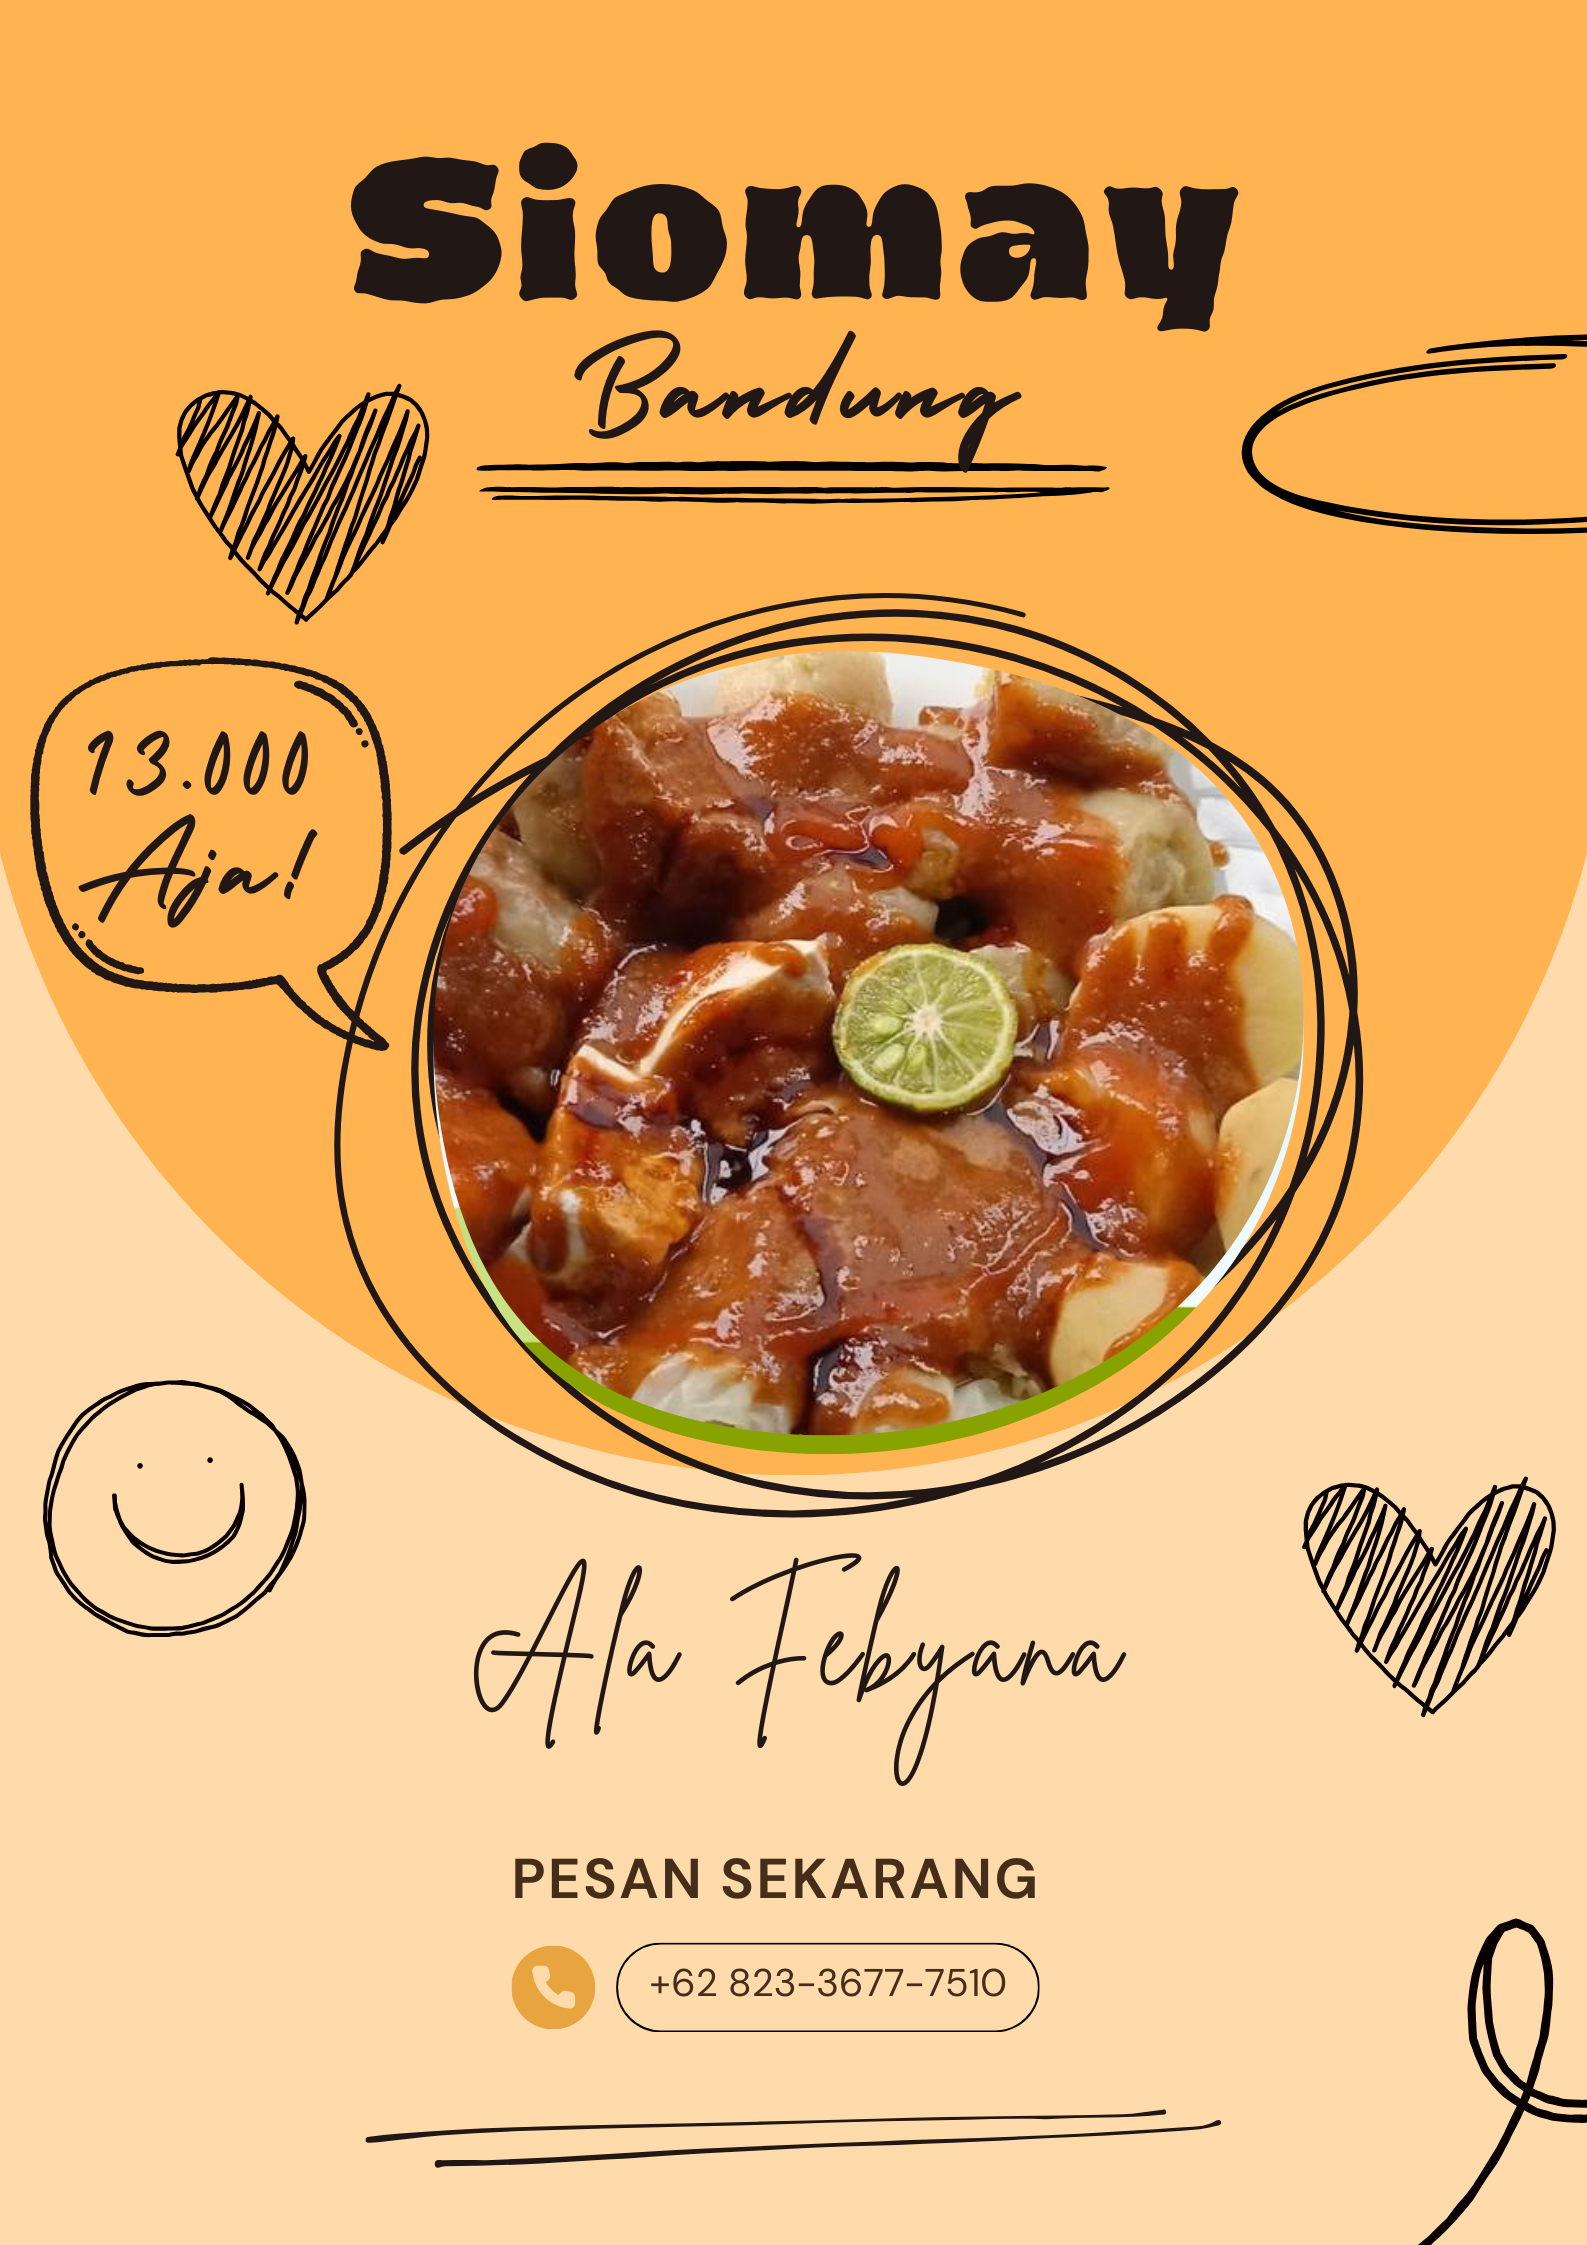 Siomay
Bandung
13.000
Aja!
Ala Febyana
PESAN SEKARANG
+62 823-3677-7510